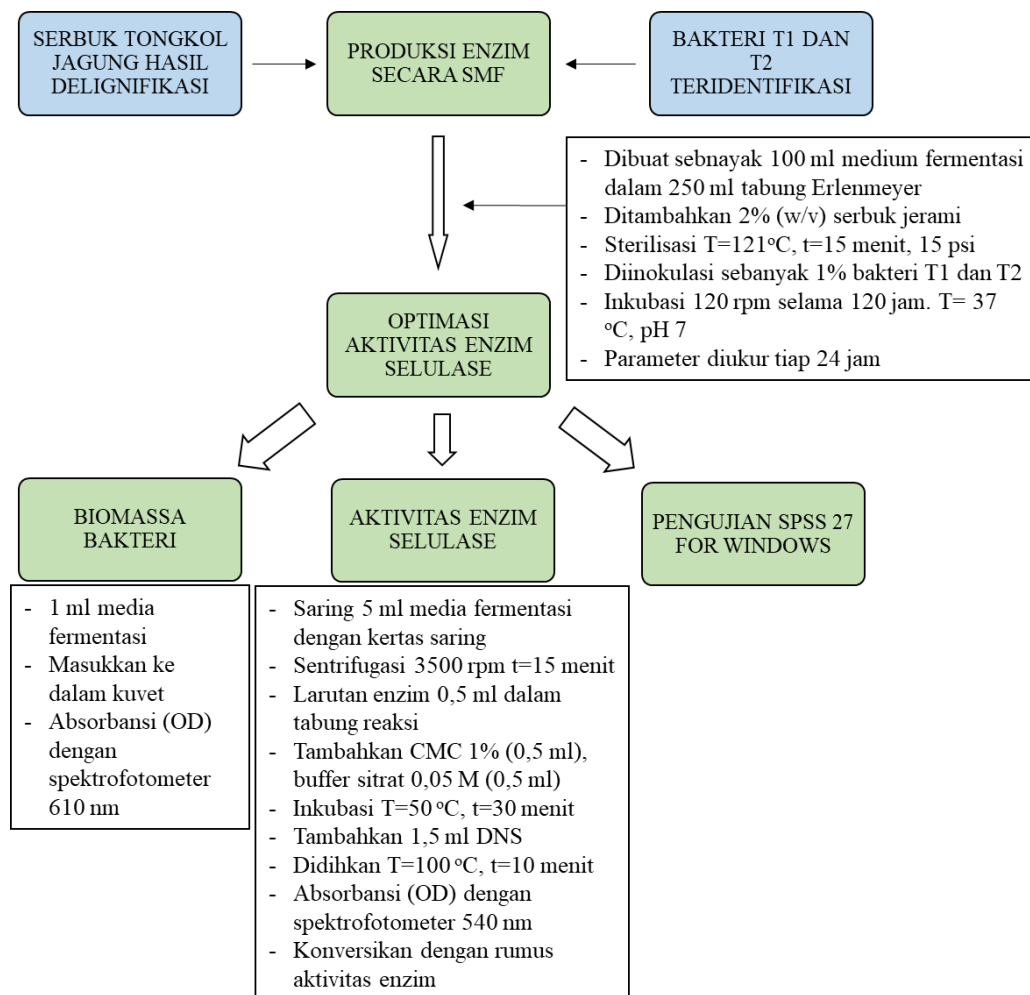 SERBUK TONGKOL
JAGUNG HASIL
DELIGNIFIKASI
PRODUKSI ENZIM
SECARA SMF
BAKTERI T1 DAN
T2
TERIDENTIFIKASI
- Dibuat sebnayak 100 ml medium fermentasi
dalam 250 ml tabung Erlenmeyer
- Ditambahkan 2% (w/v) serbuk jerami
- Sterilisasi T=121°C, t=15 menit, 15 psi
- Diinokulasi sebanyak 1% bakteri T1 dan T2
- Inkubasi 120 rpm selama 120 jam. T= 37
°C, pH 7
- Parameter diukur tiap 24 jam
OPTIMASI
AKTIVITAS ENZIM
SELULASE
BIOMASSA
BAKTERI
- 1 ml media
fermentasi
- Masukkan ke
dalam kuvet
- Absorbansi (OD)
dengan
spektrofotometer
610 nm
AKTIVITAS ENZIM
SELULASE
- Saring 5 ml media fermentasi
dengan kertas saring
- Sentrifugasi 3500 rpm t=15 menit
- Larutan enzim 0,5 ml dalam
tabung reaksi
- Tambahkan CMC 1% (0,5 ml),
buffer sitrat 0,05 M (0,5 ml)
- Inkubasi T=50 °C, t=30 menit
- Tambahkan 1,5 ml DNS
- Didihkan T=100 °C, t=10 menit
- Absorbansi (OD) dengan
spektrofotometer 540 nm
- Konversikan dengan rumus
aktivitas enzim
PENGUJIAN SPSS 27
FOR WINDOWS